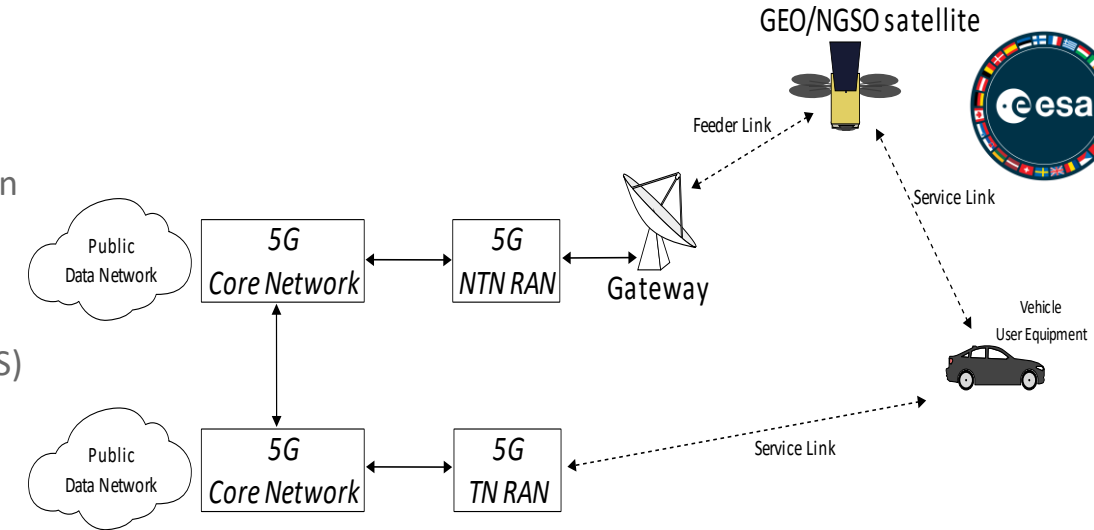 GEO/NGSO satellite
esa
Feeder Link
n
Service Link
Public
Data Network
5G
Core Network
5G
NTN RAN
Gateway
Vehicle
User Equipment
S)
Public
Data Network
5G
Core Network
5G
TN RAN
Service Link